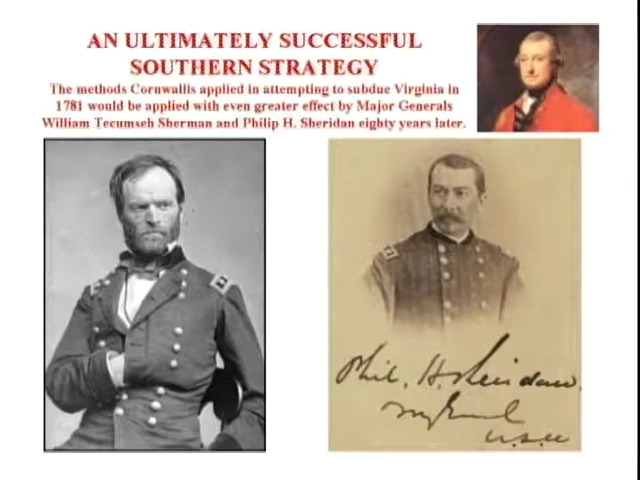 AN ULTIMATELY SUCCESSFUL
SOUTHERN STRATEGY
The methods Cornwallis applied in attempting to subdue Virginia in
1781 would be applied with even greater effect by Major Generals
William Tecumseh Sherman and Philip H. Sheridan eighty years later.
Phil. H. Sheridan